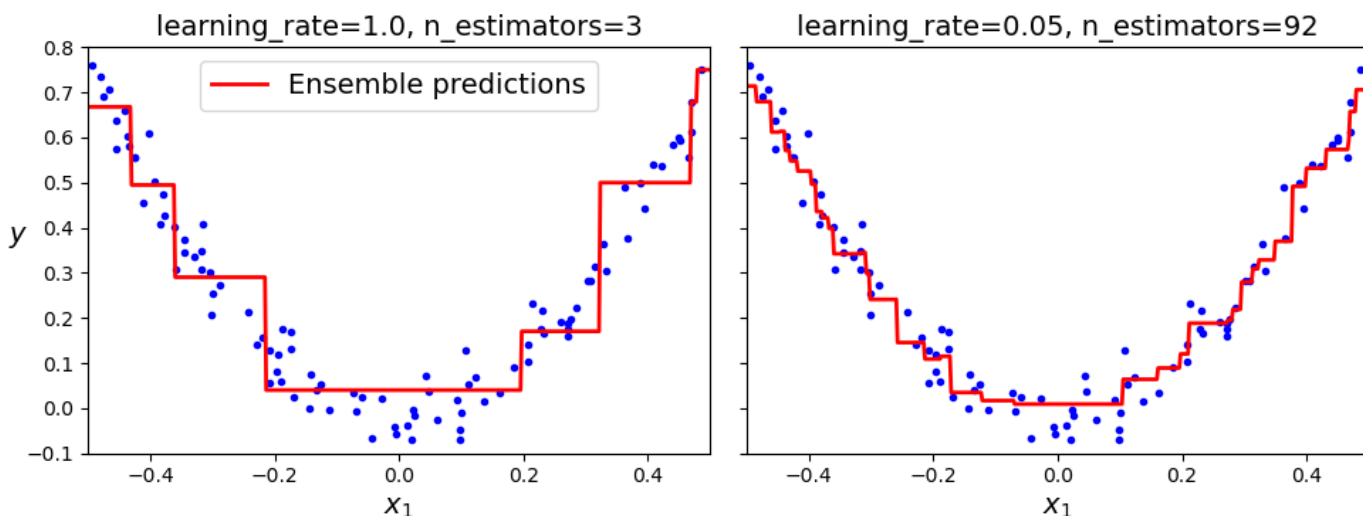 learning_rate=1.0, n_estimators=3
0.8
0.7
0.6
0.5
0.4
0.3
0.2
0.1
0.0
−0.1
y
Ensemble predictions
−0.4 −0.2 0.0 0.2 0.4
x1
learning_rate=0.05, n_estimators=92
−0.4 −0.2 0.0 0.2 0.4
x1